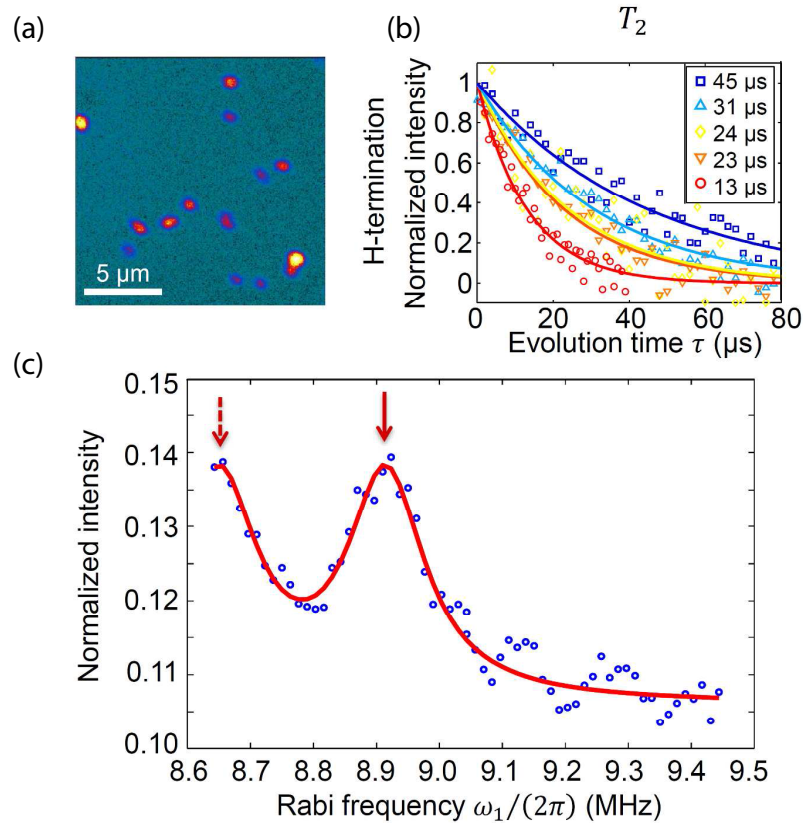 (a)
5 μm
(b)
T₂
H-termination
Normalized intensity
1
0.8
0.6
0.4
0.2
0
45 μs
31 μs
24 μs
23 μs
13 μs
0 20 40 60 80
Evolution time τ (μs)
(c)
Normalized intensity
0.15
0.14
0.13
0.12
0.11
0.10
8.6 8.7 8.8 8.9 9.0 9.1 9.2 9.3 9.4 9.5
Rabi frequency ω₁/(2π) (MHz)